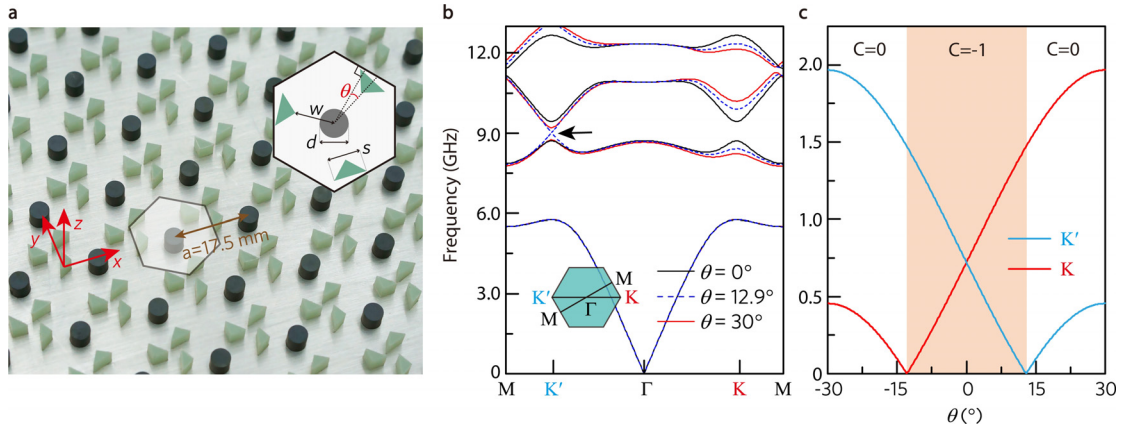 a
θ
w
d
s
z
y
x
a=17.5 mm
b
12.0
9.0
6.0
3.0
0
Frequency (GHz)
M
K′
Γ
K
M
M
K′
K
Γ
M
θ = 0°
θ = 12.9°
θ = 30°
c
C=0
C=-1
C=0
2.0
1.5
1.0
0.5
0
K′
K
-30
-15
0
15
30
θ (°)